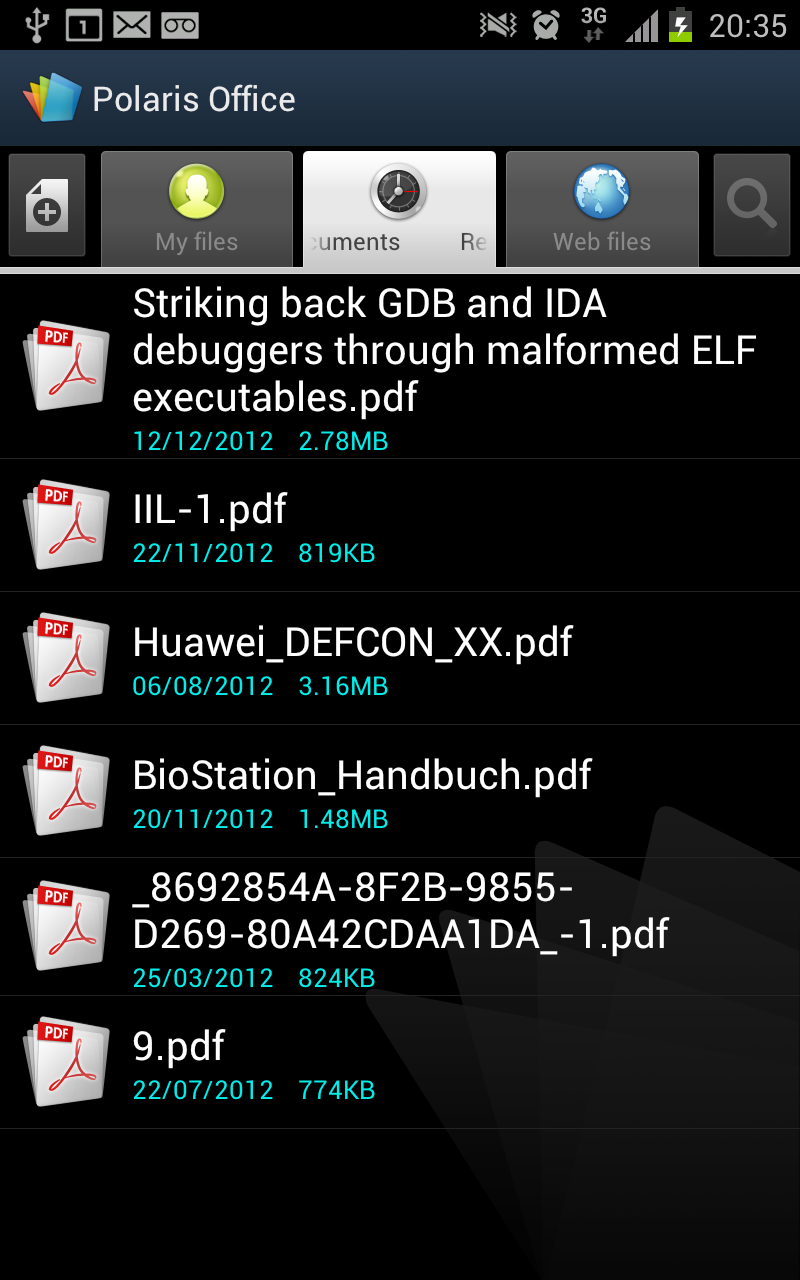 1
3G
20:35
Polaris Office
My files
cuments Re
Web files
PDF
Striking back GDB and IDA
debuggers through malformed ELF
executables.pdf
12/12/2012 2.78MB
PDF
IIL-1.pdf
22/11/2012 819KB
PDF
Huawei_DEFCON_XX.pdf
06/08/2012 3.16MB
PDF
BioStation_Handbuch.pdf
20/11/2012 1.48MB
PDF
_8692854A-8F2B-9855-
D269-80A42CDAA1DA_-1.pdf
25/03/2012 824KB
PDF
9.pdf
22/07/2012 774KB